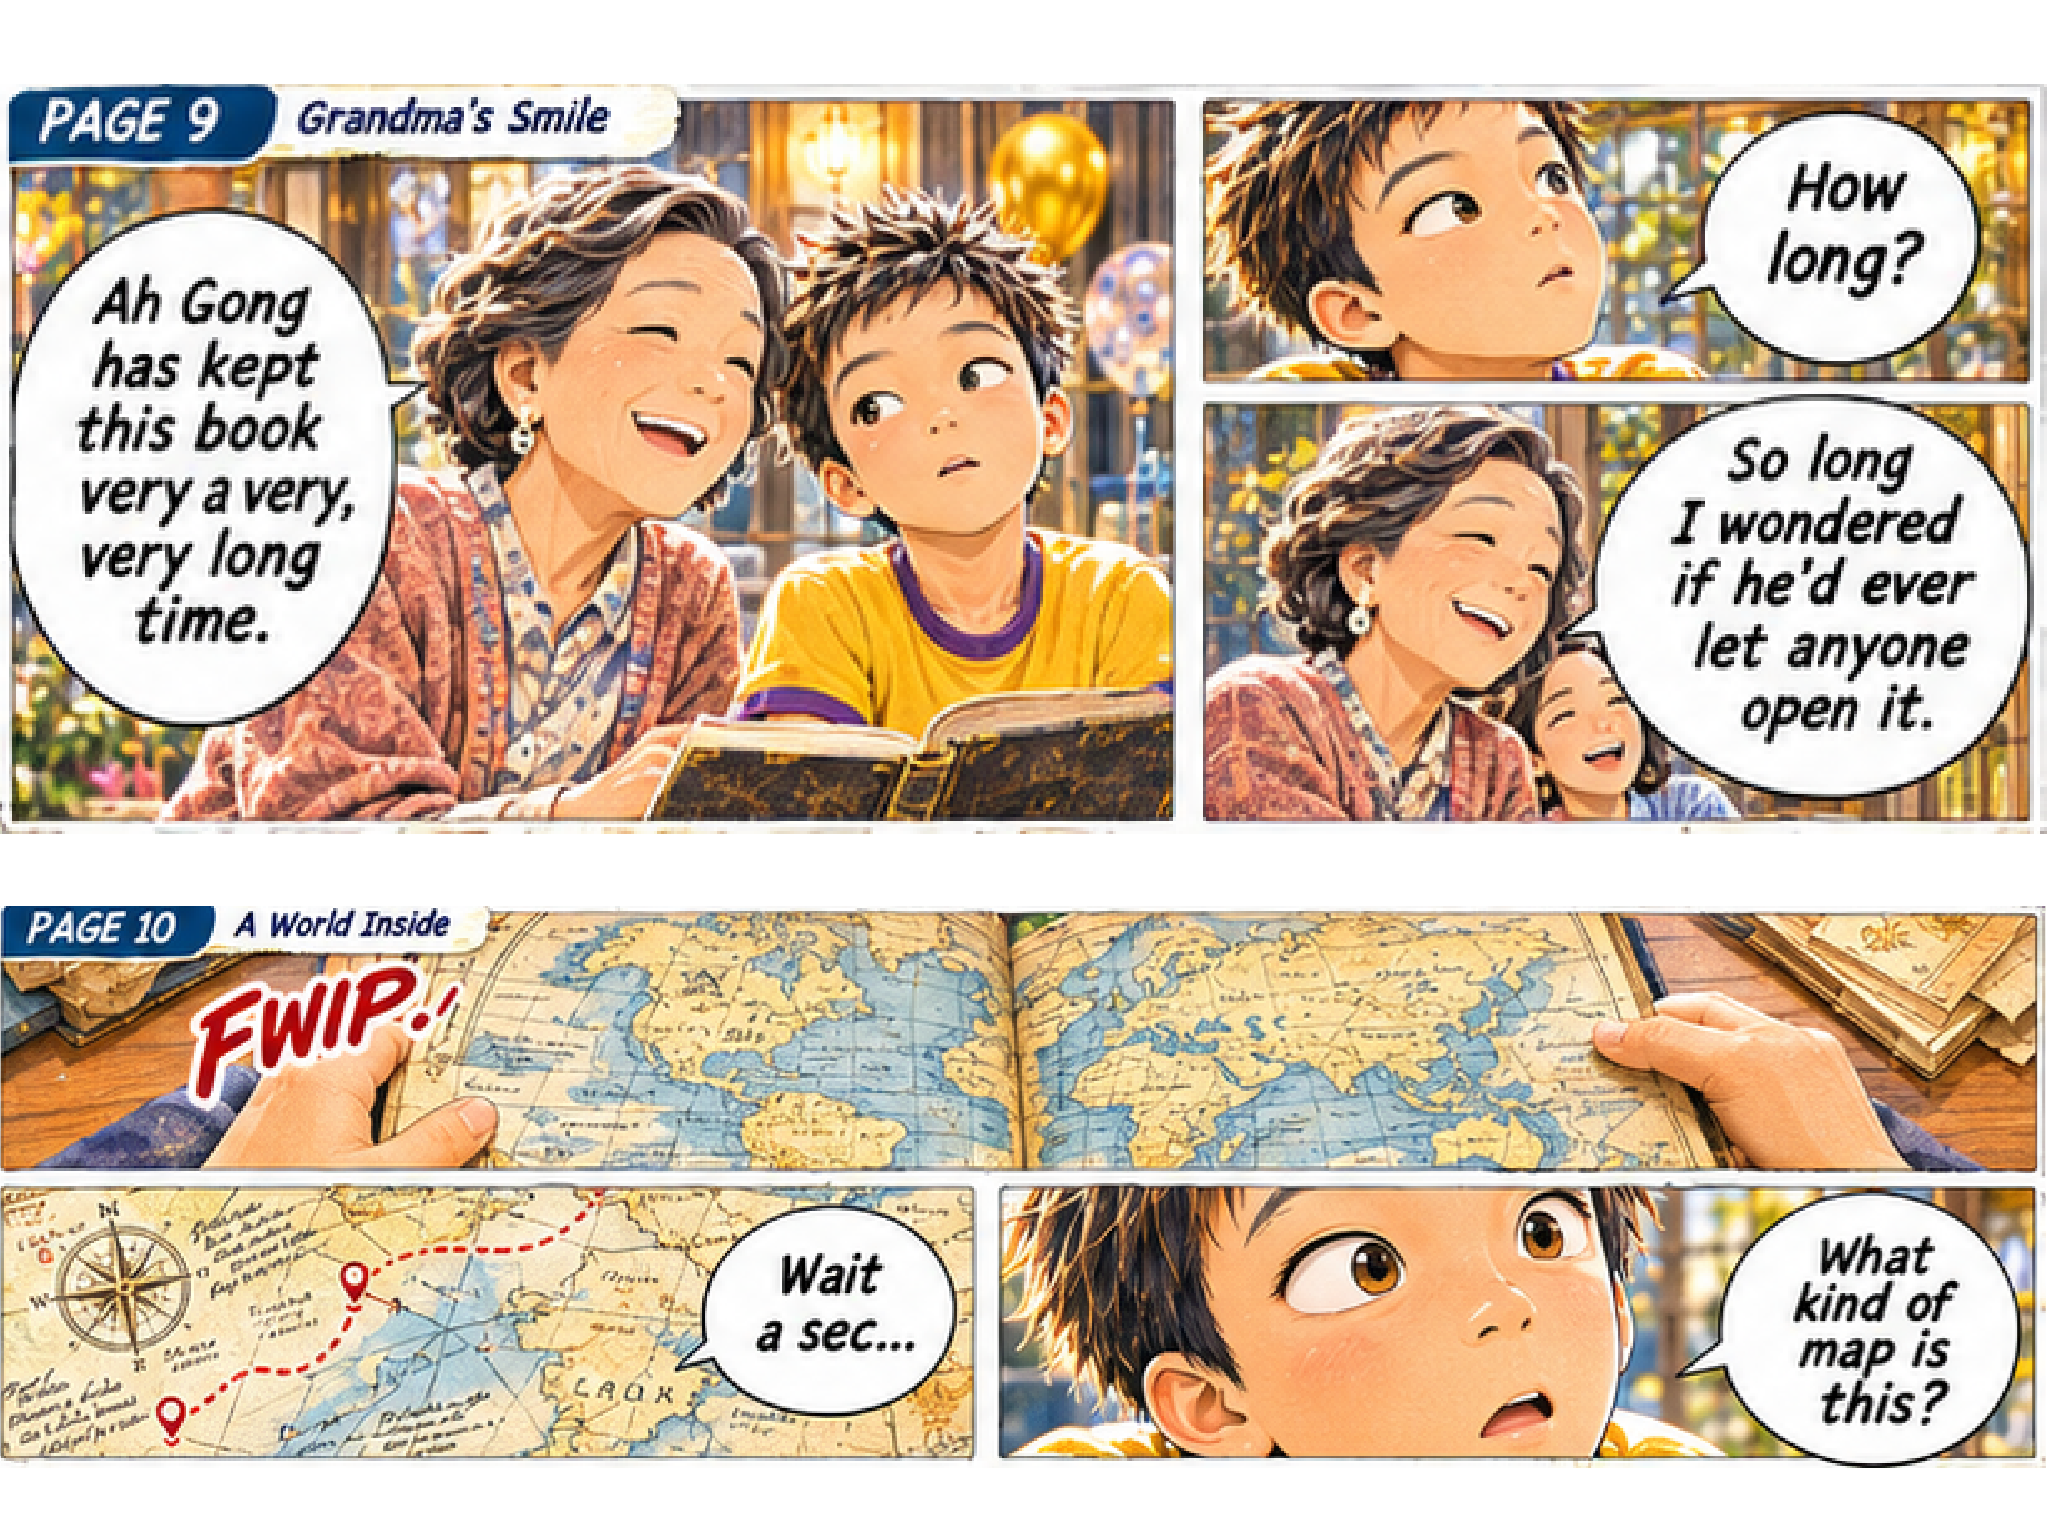 PAGE 9
Grandma's Smile
Ah Gong
has kept
this book
very a very,
very long
time.
How
long?
So long
I wondered
if he'd ever
let anyone
open it.
PAGE 10
A World Inside
FWIP!
Wait
a sec...
What
kind of
map is
this?